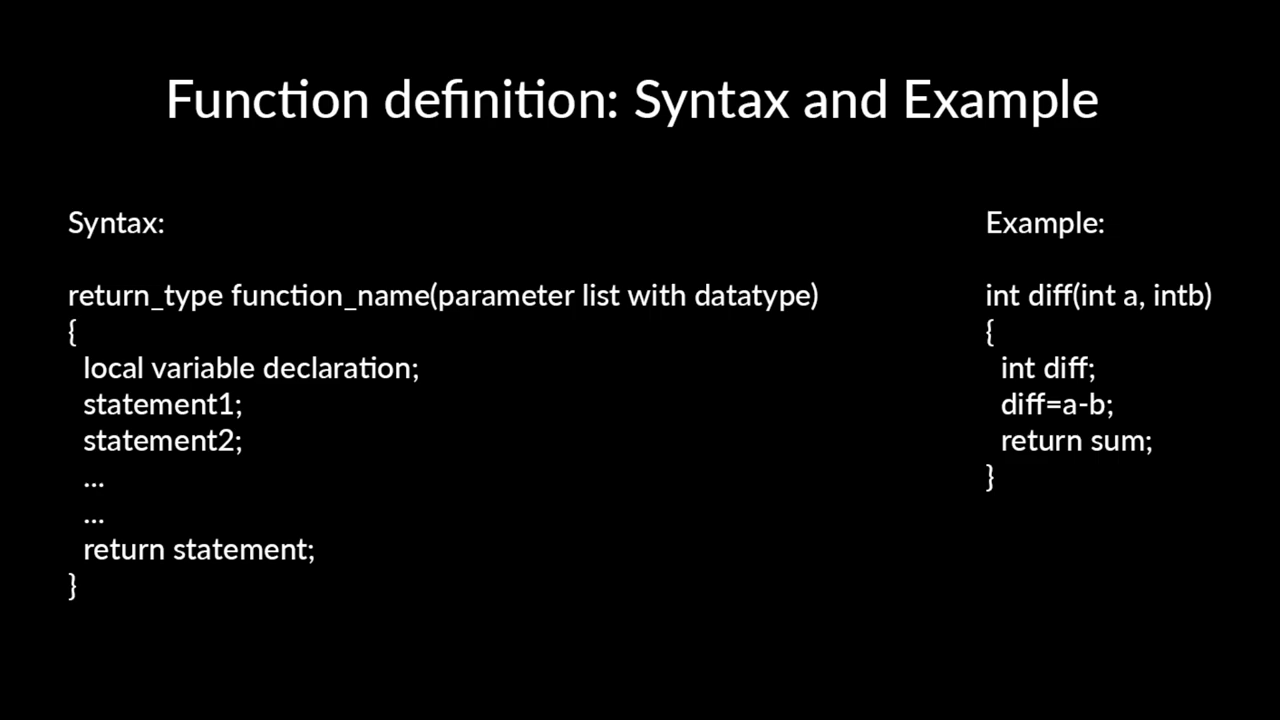 Function definition: Syntax and Example
Syntax:
return_type function_name(parameter list with datatype)
{
local variable declaration;
statement1;
statement2;
...
...
return statement;
}
Example:
int diff(int a, intb)
{
int diff;
diff=a-b;
return sum;
}